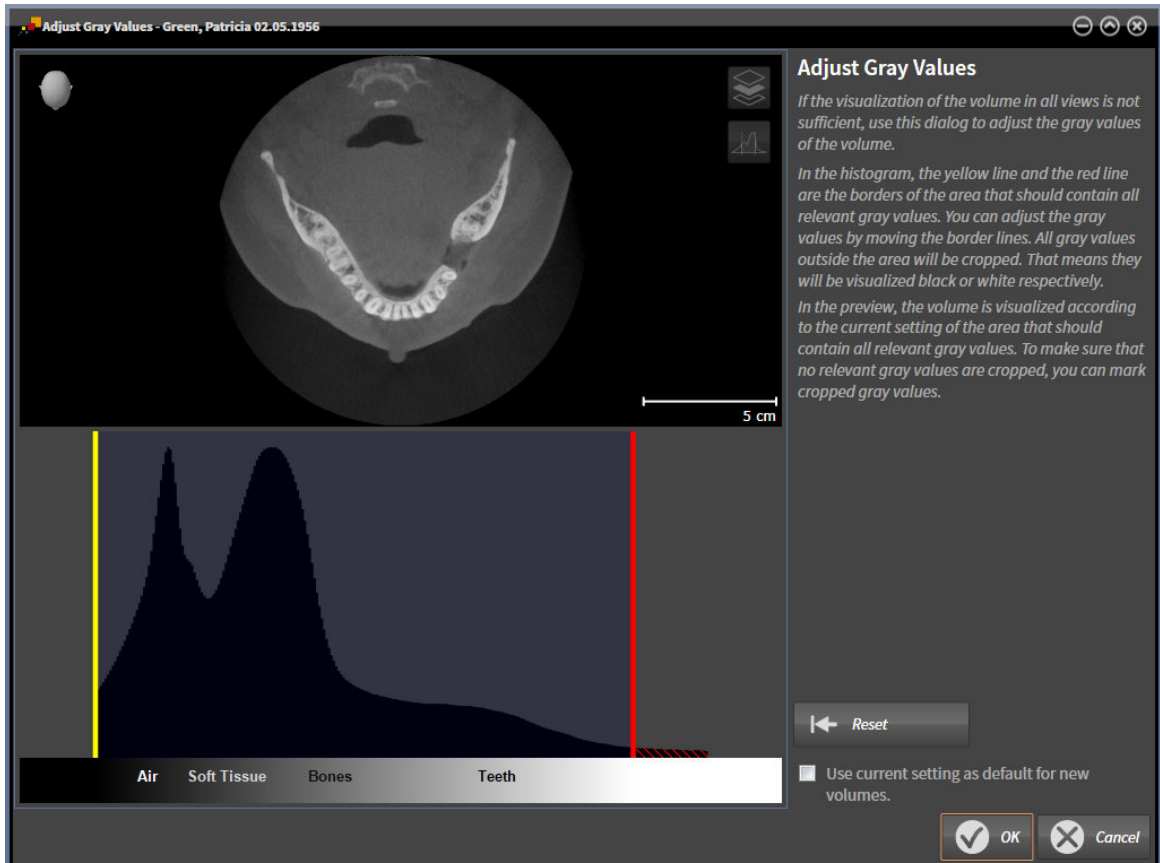 Adjust Gray Values - Green, Patricia 02.05.1956
5 cm
Air Soft Tissue Bones Teeth
Adjust Gray Values
If the visualization of the volume in all views is not
sufficient, use this dialog to adjust the gray values
of the volume.
In the histogram, the yellow line and the red line
are the borders of the area that should contain all
relevant gray values. You can adjust the gray
values by moving the border lines. All gray values
outside the area will be cropped. That means they
will be visualized black or white respectively.
In the preview, the volume is visualized according
to the current setting of the area that should
contain all relevant gray values. To make sure that
no relevant gray values are cropped, you can mark
cropped gray values.
Reset
Use current setting as default for new
volumes.
OK Cancel